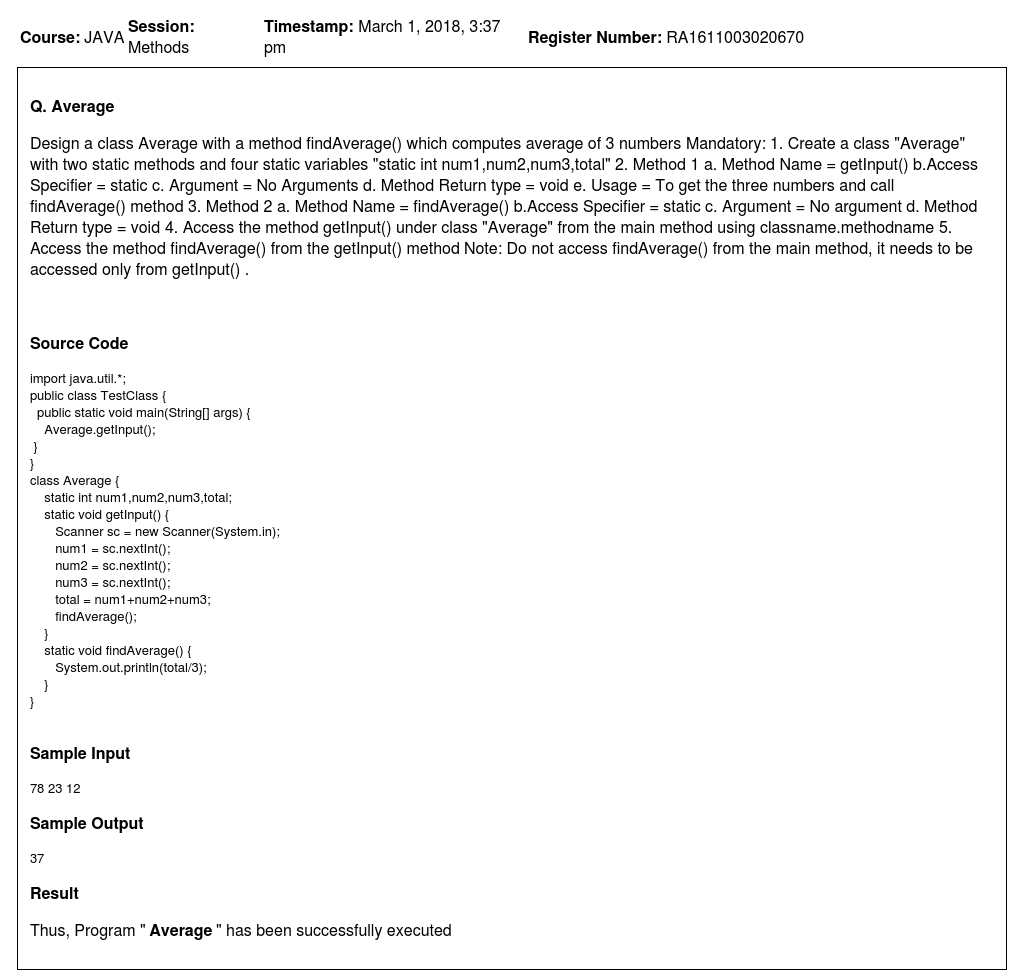 Course: JAVA Session: Methods Timestamp: March 1, 2018, 3:37 pm Register Number: RA1611003020670
Q. Average
Design a class Average with a method findAverage() which computes average of 3 numbers Mandatory: 1. Create a class "Average"
with two static methods and four static variables "static int num1,num2,num3,total" 2. Method 1 a. Method Name = getInput() b.Access
Specifier = static c. Argument = No Arguments d. Method Return type = void e. Usage = To get the three numbers and call
findAverage() method 3. Method 2 a. Method Name = findAverage() b.Access Specifier = static c. Argument = No argument d. Method
Return type = void 4. Access the method getInput() under class "Average" from the main method using classname.methodname 5.
Access the method findAverage() from the getInput() method Note: Do not access findAverage() from the main method, it needs to be
accessed only from getInput() .
Source Code
import java.util.*;
public class TestClass {
  public static void main(String[] args) {
    Average.getInput();
 }
}
class Average {
    static int num1,num2,num3,total;
    static void getInput() {
       Scanner sc = new Scanner(System.in);
       num1 = sc.nextInt();
       num2 = sc.nextInt();
       num3 = sc.nextInt();
       total = num1+num2+num3;
       findAverage();
    }
    static void findAverage() {
       System.out.println(total/3);
    }
}
Sample Input
78 23 12
Sample Output
37
Result
Thus, Program " Average " has been successfully executed